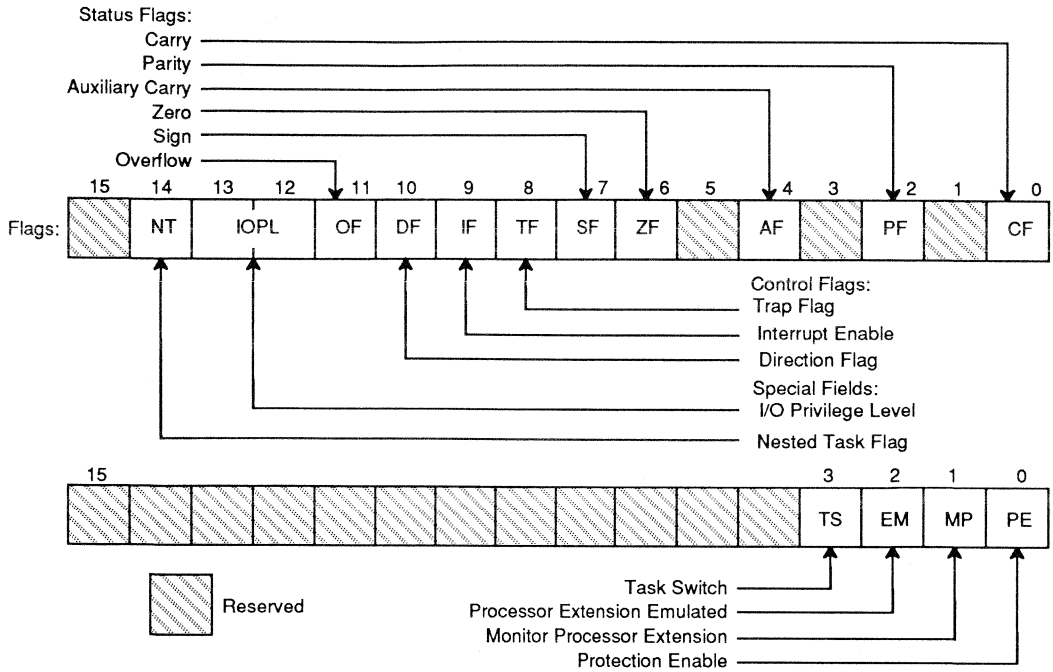 Status Flags:
Carry
Parity
Auxiliary Carry
Zero
Sign
Overflow
15 14 13 12 11 10 9 8 7 6 5 4 3 2 1 0
Flags: NT IOPL OF DF IF TF SF ZF AF PF CF
Control Flags:
Trap Flag
Interrupt Enable
Direction Flag
Special Fields:
I/O Privilege Level
Nested Task Flag
15 3 2 1 0
TS EM MP PE
Task Switch
Processor Extension Emulated
Monitor Processor Extension
Protection Enable
Reserved